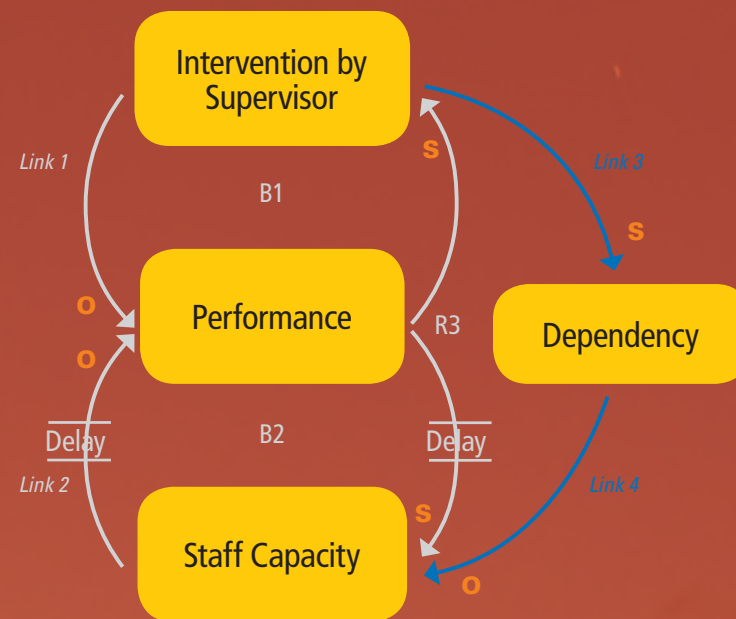 Intervention by
Supervisor
Link 1
s
Link 3
B1
s
o
Performance
R3
Dependency
o
Delay
B2
Delay
Link 2
Link 4
s
Staff Capacity
o